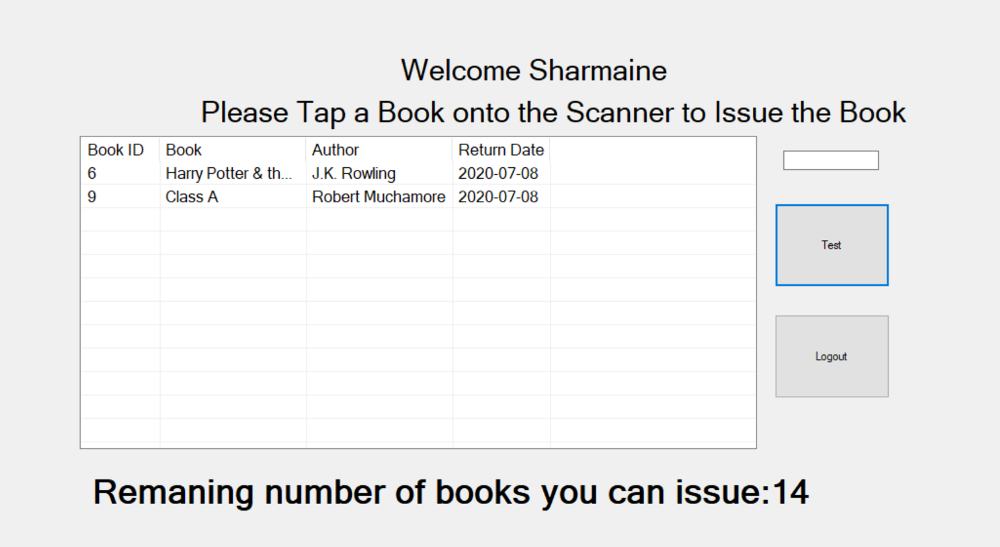 Welcome Sharmaine
Please Tap a Book onto the Scanner to Issue the Book
Book ID Book Author Return Date
6 Harry Potter & th... J.K. Rowling 2020-07-08
9 Class A Robert Muchamore 2020-07-08
Test
Logout
Remaning number of books you can issue:14